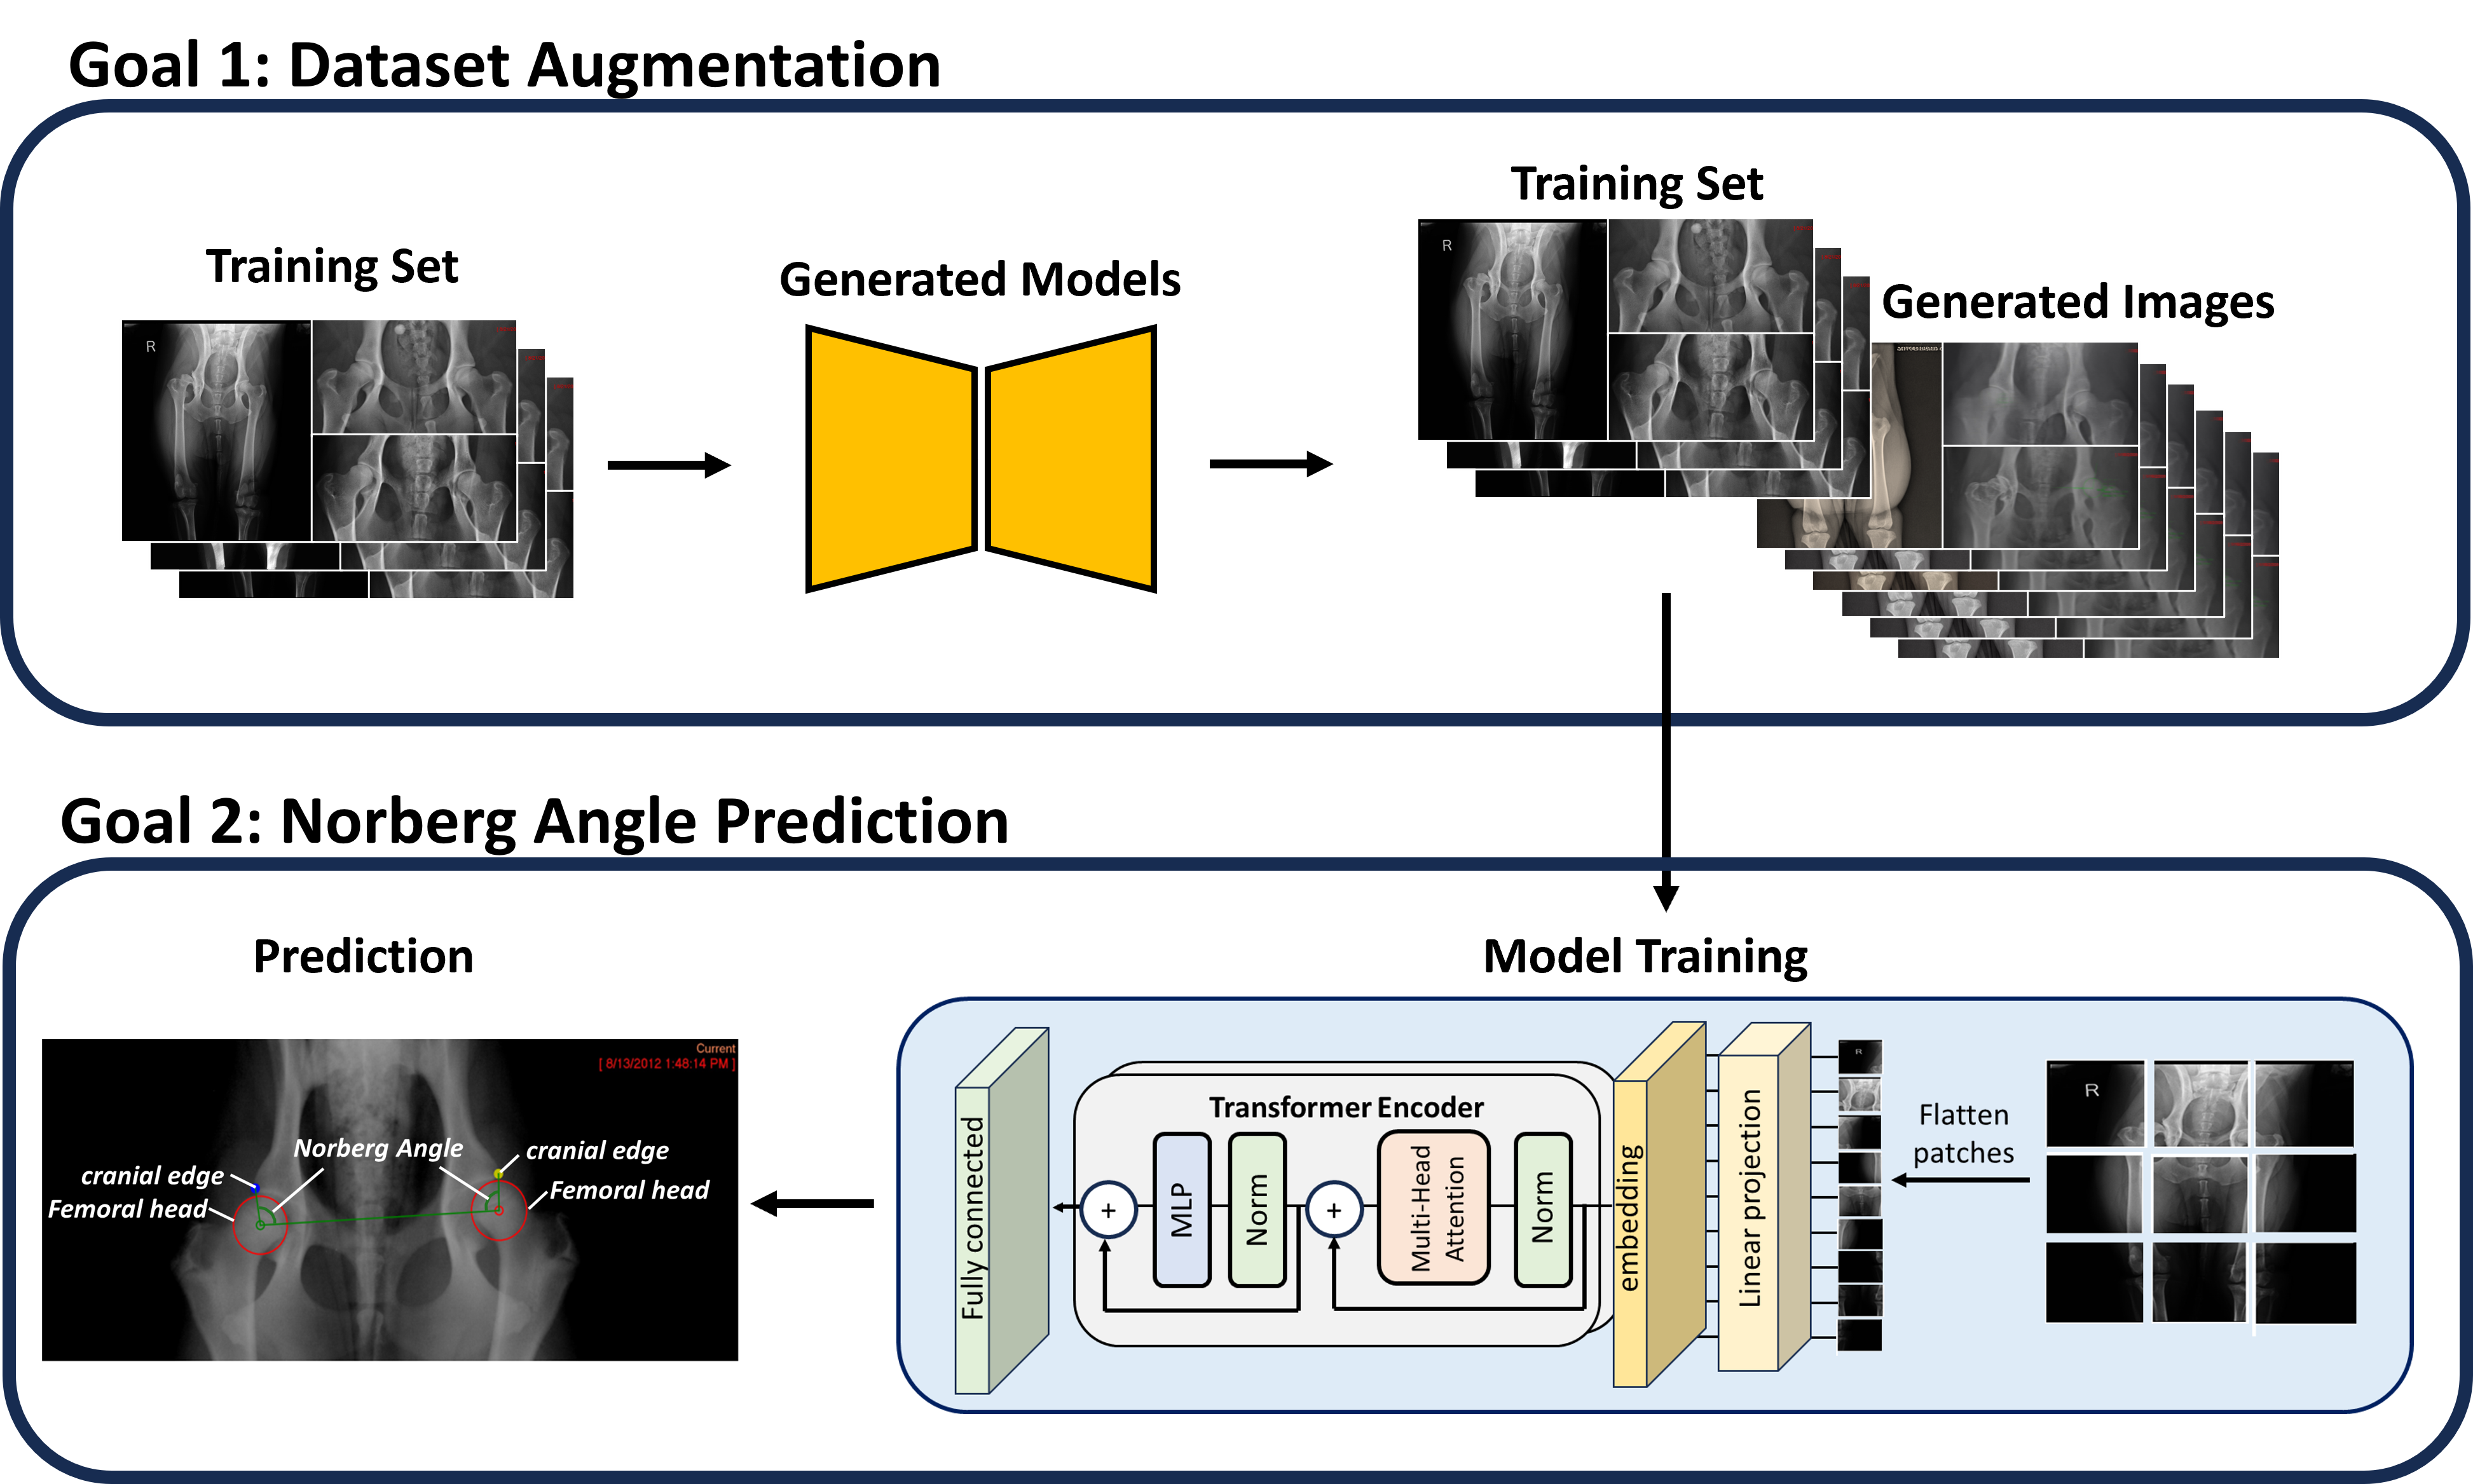 Goal 1: Dataset Augmentation
Training Set
R
Generated Models
Training Set
R
Generated Images
Goal 2: Norberg Angle Prediction
Prediction
Current
[ 8/13/2012 1:48:14 PM ]
Norberg Angle
cranial edge
cranial edge
Femoral head
Femoral head
Model Training
Fully connected
Transformer Encoder
+
MLP
Norm
+
Multi-Head
Attention
Norm
embedding
Linear projection
R
Flatten
patches
R